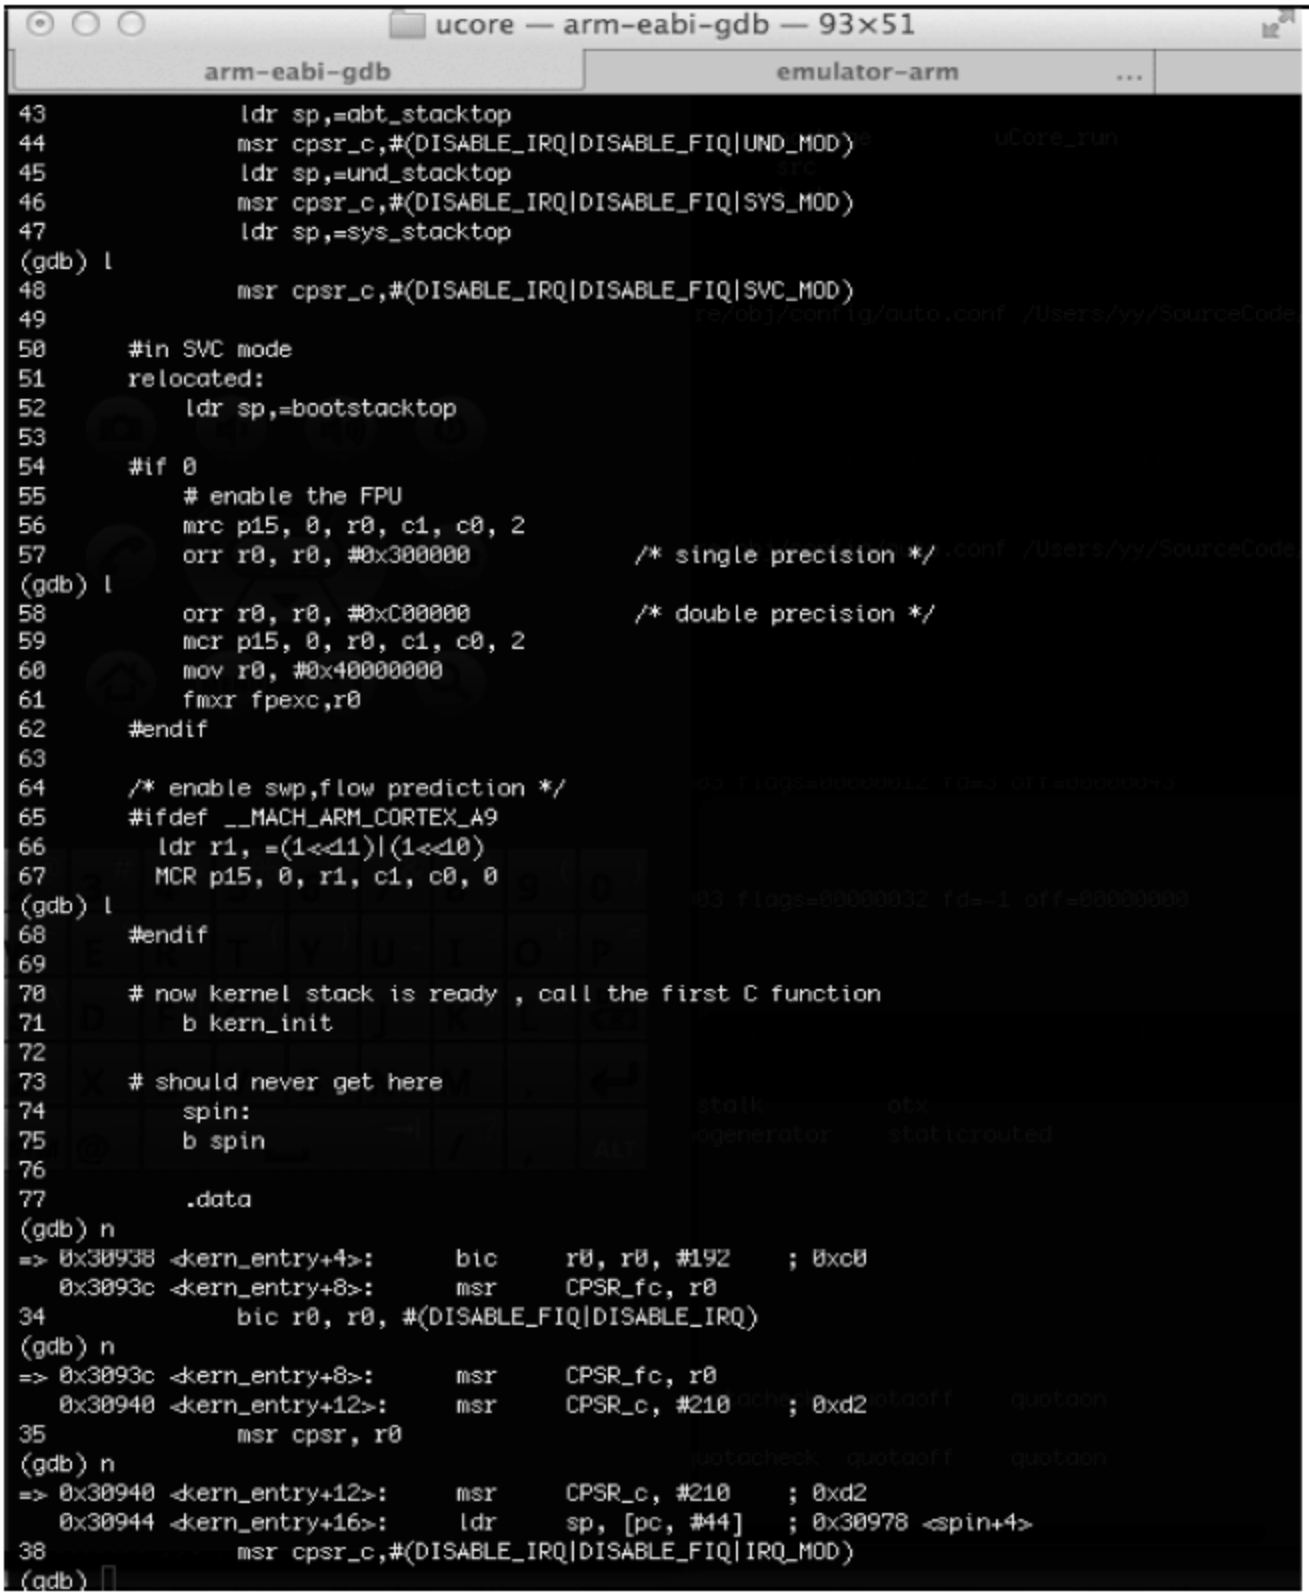 ucore — arm-eabi-gdb — 93×51
arm-eabi-gdb emulator-arm ...
43 ldr sp,=abt_stacktop
44 msr cpsr_c,#(DISABLE_IRQ|DISABLE_FIQ|UND_MOD)
45 ldr sp,=und_stacktop
46 msr cpsr_c,#(DISABLE_IRQ|DISABLE_FIQ|SYS_MOD)
47 ldr sp,=sys_stacktop
(gdb) l
48 msr cpsr_c,#(DISABLE_IRQ|DISABLE_FIQ|SVC_MOD)
49
50 #in SVC mode
51 relocated:
52 ldr sp,=bootstacktop
53
54 #if 0
55 # enable the FPU
56 mrc p15, 0, r0, c1, c0, 2
57 orr r0, r0, #0x300000 /* single precision */
(gdb) l
58 orr r0, r0, #0xC00000 /* double precision */
59 mcr p15, 0, r0, c1, c0, 2
60 mov r0, #0x40000000
61 fmxr fpexc,r0
62 #endif
63
64 /* enable swp,flow prediction */
65 #ifdef __MACH_ARM_CORTEX_A9
66 ldr r1, =(1<<11)|(1<<10)
67 MCR p15, 0, r1, c1, c0, 0
(gdb) l
68 #endif
69
70 # now kernel stack is ready , call the first C function
71 b kern_init
72
73 # should never get here
74 spin:
75 b spin
76
77 .data
(gdb) n
=> 0x30938 <kern_entry+4>: bic r0, r0, #192 ; 0xc0
0x3093c <kern_entry+8>: msr CPSR_fc, r0
34 bic r0, r0, #(DISABLE_FIQ|DISABLE_IRQ)
(gdb) n
=> 0x3093c <kern_entry+8>: msr CPSR_fc, r0
0x30940 <kern_entry+12>: msr CPSR_c, #210 ; 0xd2
35 msr cpsr, r0
(gdb) n
=> 0x30940 <kern_entry+12>: msr CPSR_c, #210 ; 0xd2
0x30944 <kern_entry+16>: ldr sp, [pc, #44] ; 0x30978 <spin+4>
38 msr cpsr_c,#(DISABLE_IRQ|DISABLE_FIQ|IRQ_MOD)
(gdb)